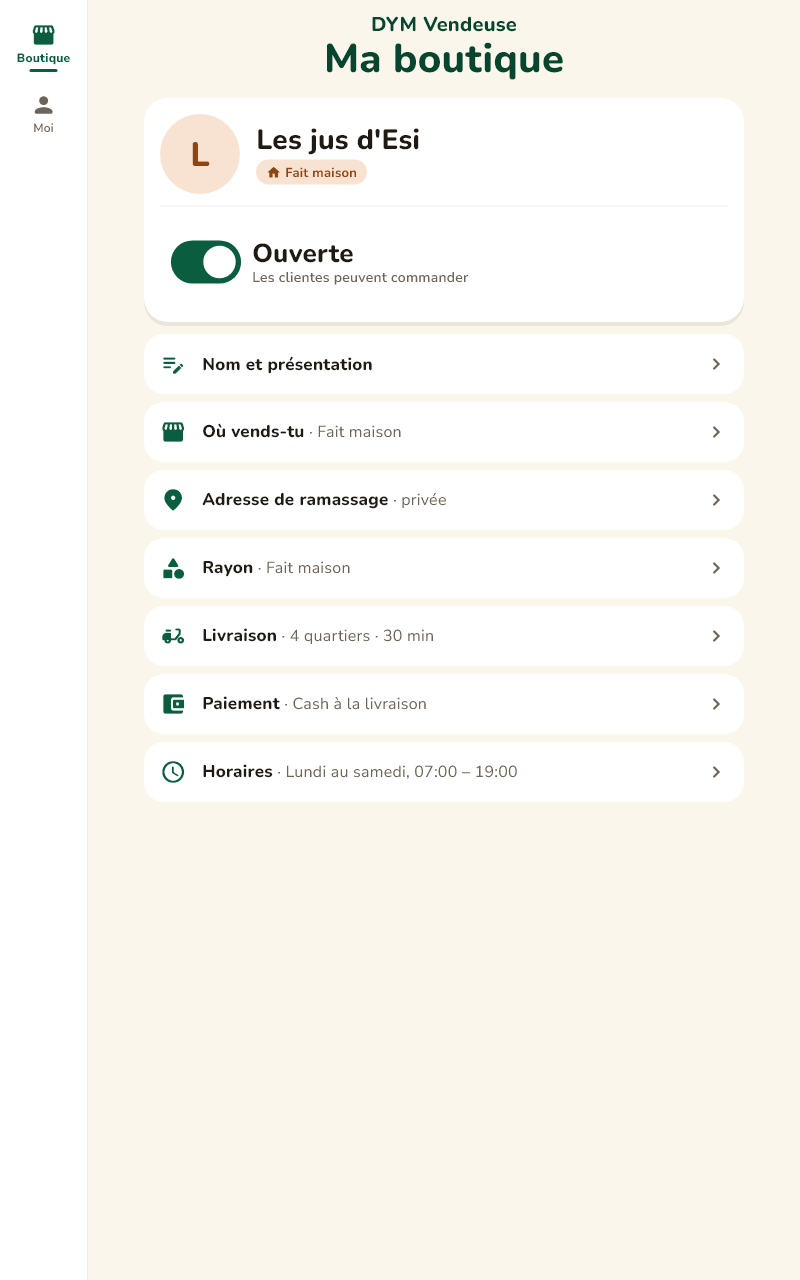 Boutique
Moi
DYM Vendeuse
Ma boutique
L
Les jus d'Esi
Fait maison
Ouverte
Les clientes peuvent commander
Nom et présentation
Où vends-tu · Fait maison
Adresse de ramassage · privée
Rayon · Fait maison
Livraison · 4 quartiers · 30 min
Paiement · Cash à la livraison
Horaires · Lundi au samedi, 07:00 – 19:00